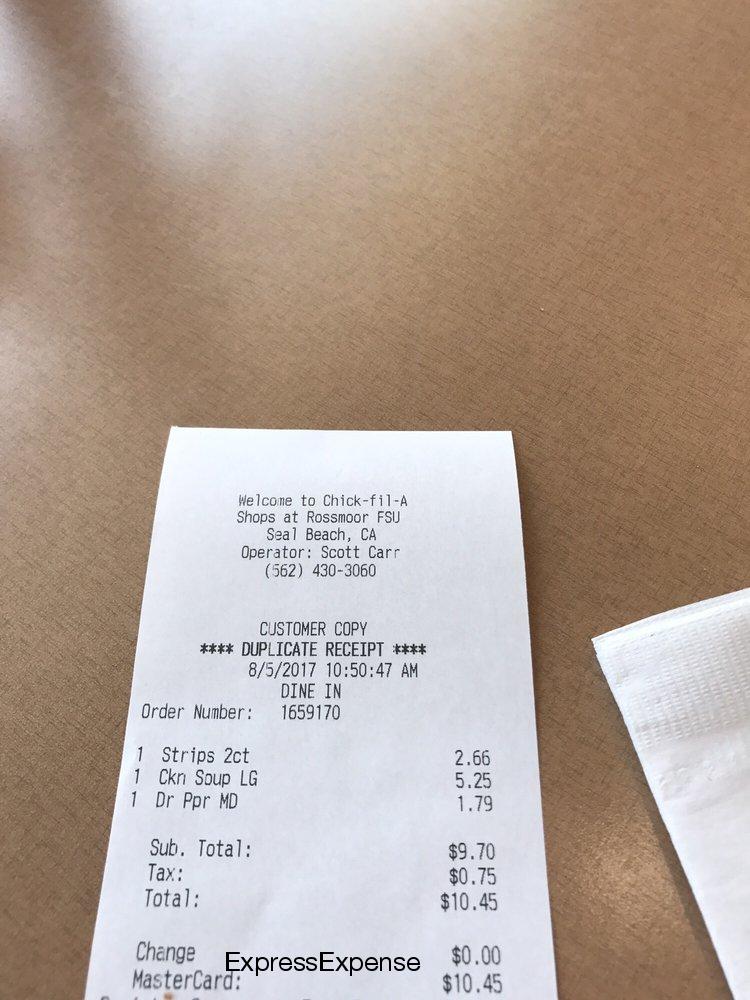 Welcome to Chick-fil-A
Shops at Rossmoor FSU
Seal Beach, CA
Operator: Scott Carr
(562) 430-3060
CUSTOMER COPY
**** DUPLICATE RECEIPT ****
8/5/2017 10:50:47 AM
DINE IN
Order Number: 1659170
1 Strips 2ct 2.66
1 Ckn Soup LG 5.25
1 Dr Ppr MD 1.79
Sub. Total: $9.70
Tax: $0.75
Total: $10.45
Change $0.00
ExpressExpense
MasterCard: $10.45